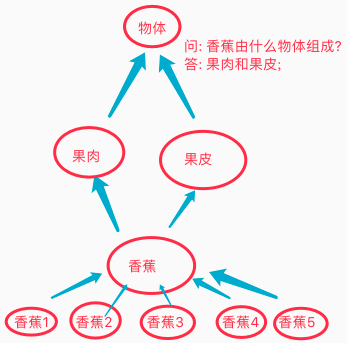 物体
问: 香蕉由什么物体组成?
答: 果肉和果皮;
果肉
果皮
香蕉
香蕉1
香蕉2
香蕉3
香蕉4
香蕉5